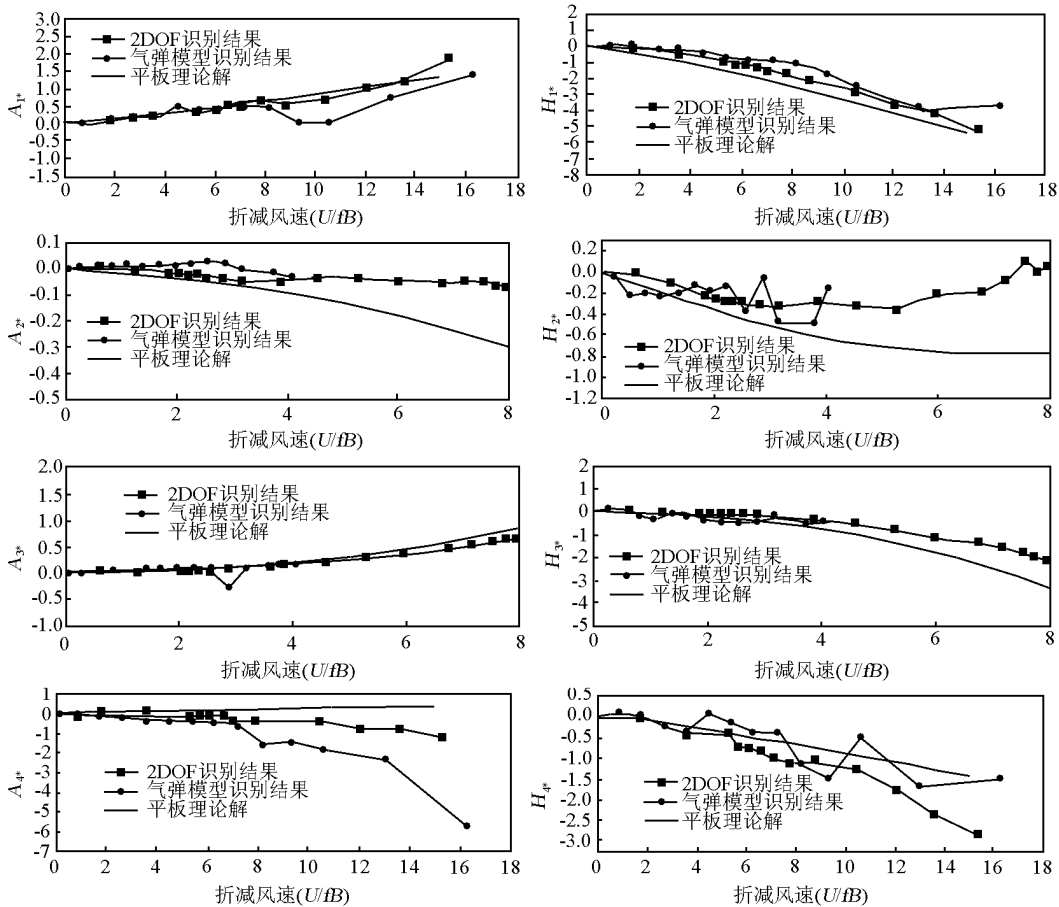 A1*
3.0
2.5
2.0
1.5
1.0
0.5
0.0
-0.5
-1.0
-1.5
2DOF识别结果
气弹模型识别结果
平板理论解
0 2 4 6 8 10 12 14 16 18
折减风速(U/fB)
H1*
2
1
0
-1
-2
-3
-4
-5
-6
-7
-8
2DOF识别结果
气弹模型识别结果
平板理论解
0 2 4 6 8 10 12 14 16 18
折减风速(U/fB)
A2*
0.1
0.0
-0.1
-0.2
-0.3
-0.4
-0.5
2DOF识别结果
气弹模型识别结果
平板理论解
0 2 4 6 8
折减风速(U/fB)
H2*
0.2
0.0
-0.2
-0.4
-0.6
-0.8
-1.0
-1.2
2DOF识别结果
气弹模型识别结果
平板理论解
0 2 4 6 8
折减风速(U/fB)
A3*
2.0
1.5
1.0
0.5
0.0
-0.5
-1.0
2DOF识别结果
气弹模型识别结果
平板理论解
0 2 4 6 8
折减风速(U/fB)
H3*
2
1
0
-1
-2
-3
-4
-5
2DOF识别结果
气弹模型识别结果
平板理论解
0 2 4 6 8
折减风速(U/fB)
A4*
1
0
-1
-2
-3
-4
-5
-6
-7
2DOF识别结果
气弹模型识别结果
平板理论解
0 2 4 6 8 10 12 14 16 18
折减风速(U/fB)
H4*
0.5
0.0
-0.5
-1.0
-1.5
-2.0
-2.5
-3.0
2DOF识别结果
气弹模型识别结果
平板理论解
0 2 4 6 8 10 12 14 16 18
折减风速(U/fB)